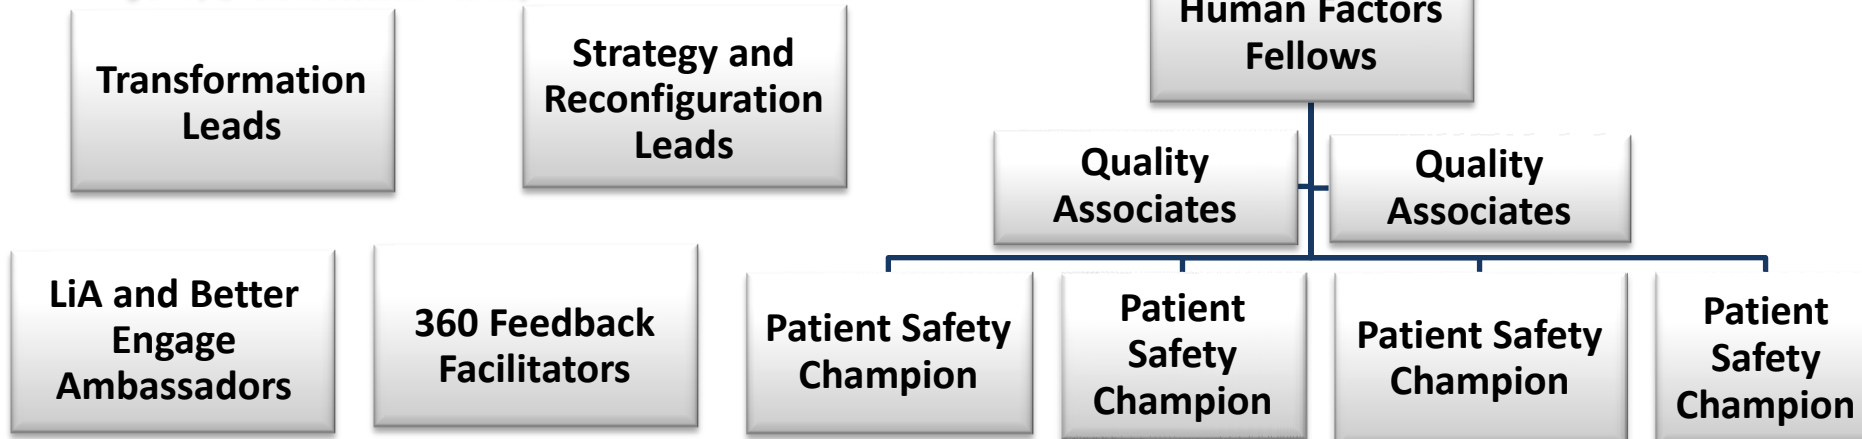 Human Factors
Fellows
Transformation
Leads
Strategy and
Reconfiguration
Leads
Quality
Associates
Quality
Associates
LiA and Better
Engage
Ambassadors
360 Feedback
Facilitators
Patient Safety
Champion
Patient
Safety
Champion
Patient Safety
Champion
Patient
Safety
Champion